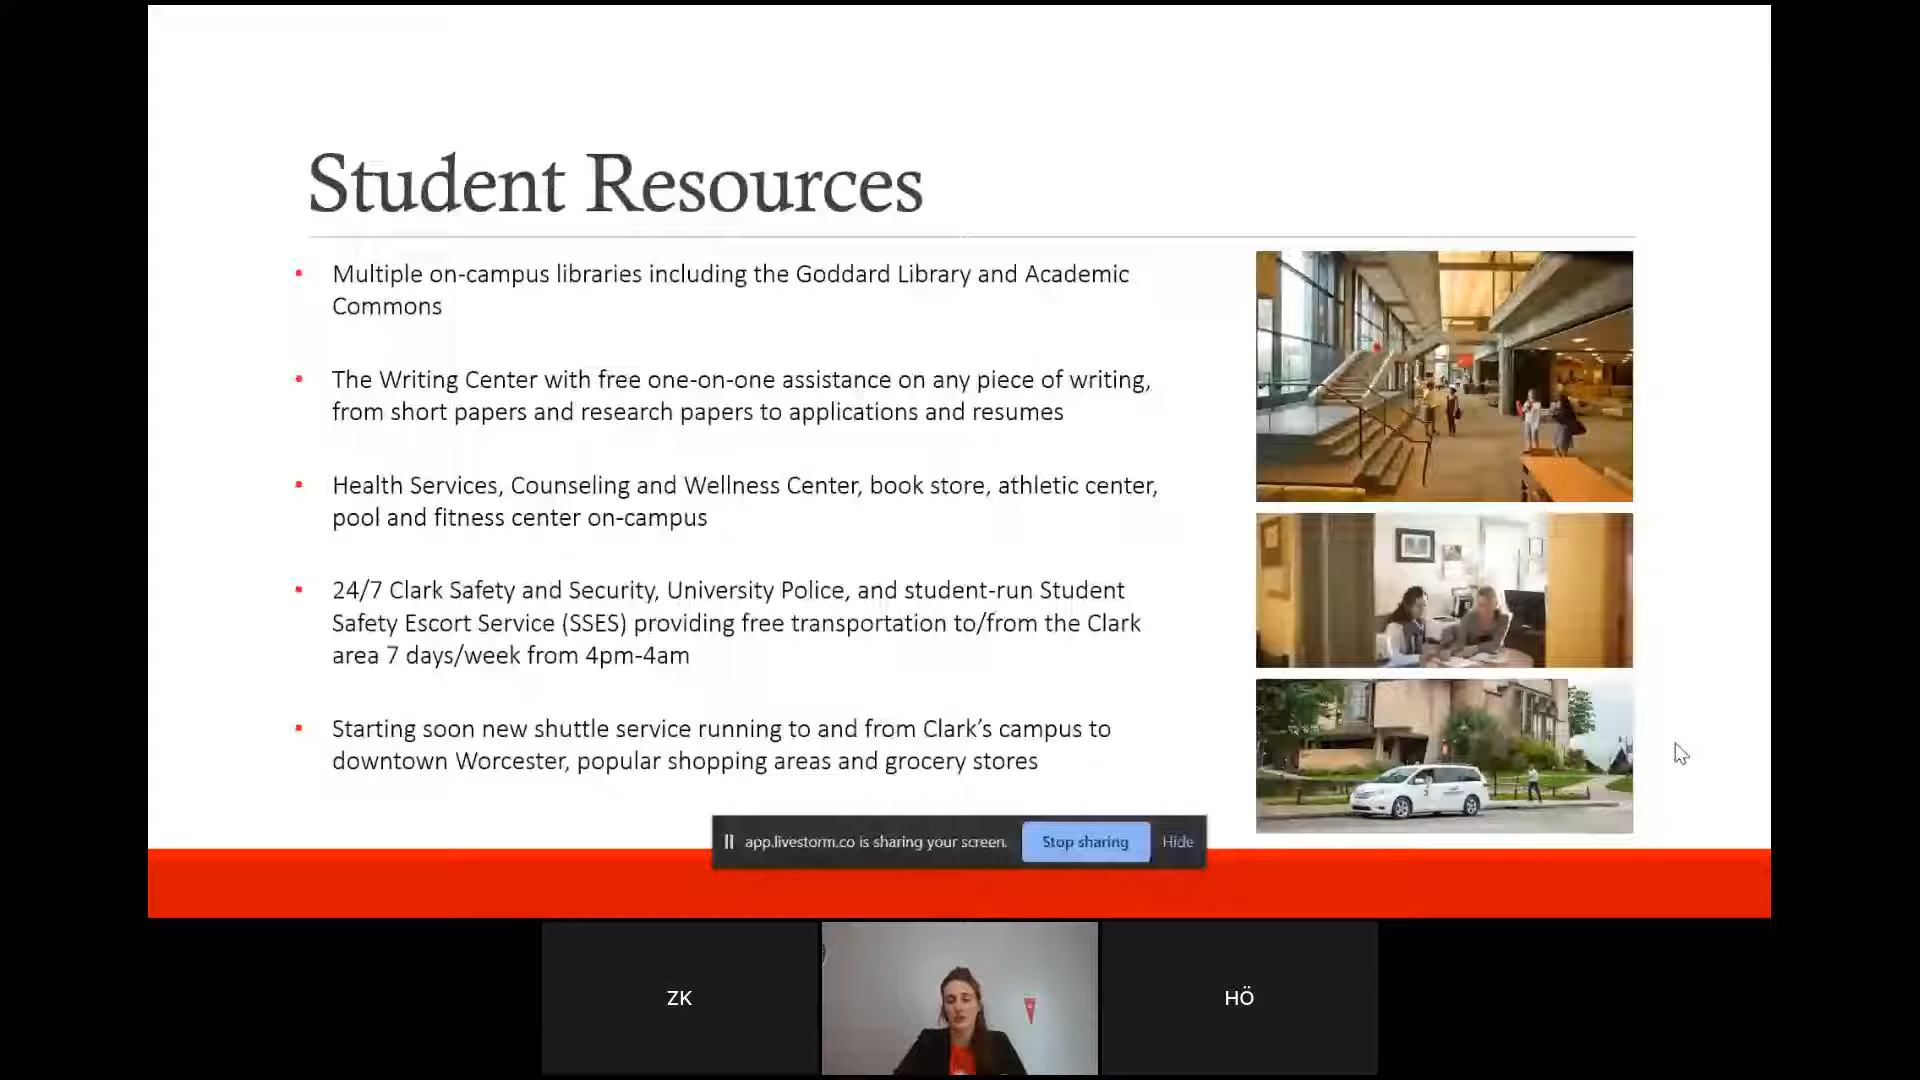 Student Resources
• Multiple on-campus libraries including the Goddard Library and Academic
Commons
• The Writing Center with free one-on-one assistance on any piece of writing,
from short papers and research papers to applications and resumes
• Health Services, Counseling and Wellness Center, book store, athletic center,
pool and fitness center on-campus
• 24/7 Clark Safety and Security, University Police, and student-run Student
Safety Escort Service (SSES) providing free transportation to/from the Clark
area 7 days/week from 4pm-4am
• Starting soon new shuttle service running to and from Clark’s campus to
downtown Worcester, popular shopping areas and grocery stores
app.livestorm.co is sharing your screen. Stop sharing Hide
ZK
HÖ